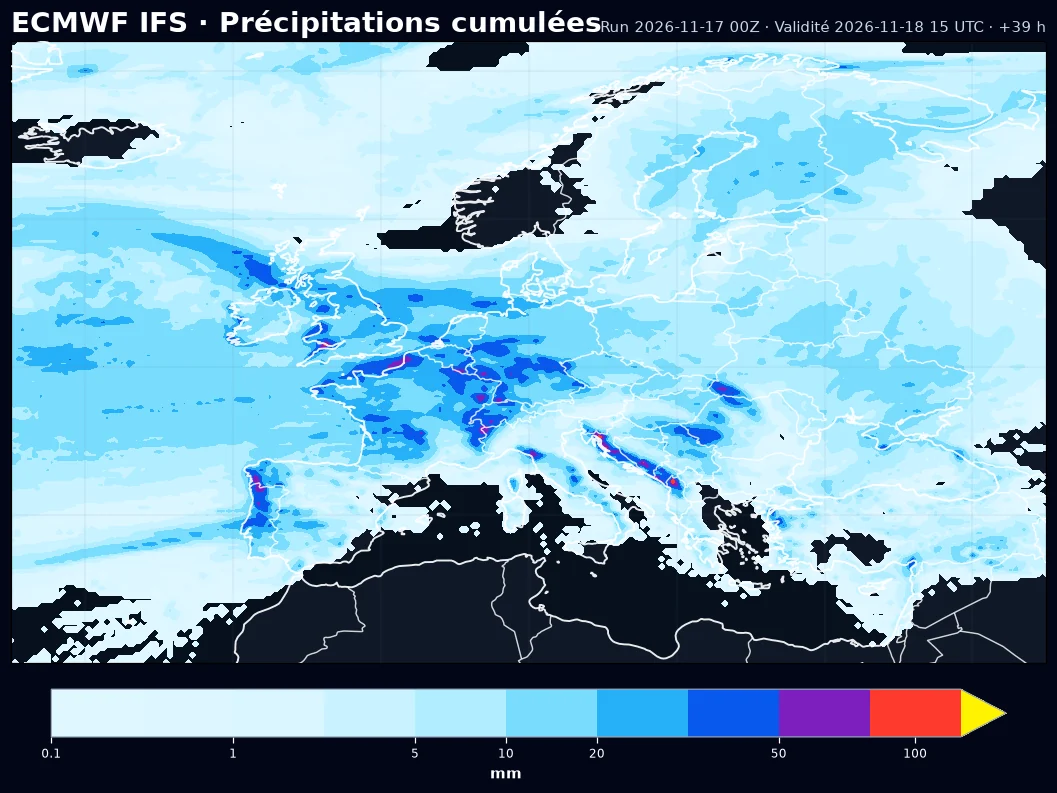 ECMWF IFS · Précipitations cumulées
Run 2026-11-17 00Z · Validité 2026-11-18 15 UTC · +39 h
0.1 1 5 10 20 50 100
mm